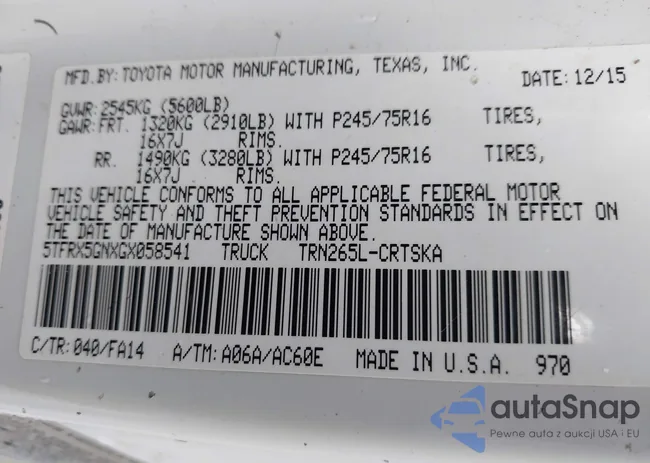 MFD.BY:TOYOTA MOTOR MANUFACTURING, TEXAS, INC. DATE:12/15
GVWR:2545KG (5600LB)
GAWR:FRT. 1320KG (2910LB) WITH P245/75R16 TIRES,
16X7J RIMS.
RR. 1490KG (3280LB) WITH P245/75R16 TIRES,
16X7J RIMS.
THIS VEHICLE CONFORMS TO ALL APPLICABLE FEDERAL MOTOR
VEHICLE SAFETY AND THEFT PREVENTION STANDARDS IN EFFECT ON
THE DATE OF MANUFACTURE SHOWN ABOVE.
5TFRX5GNXGX058541 TRUCK TRN265L-CRTSKA
C/TR:040/FA14 A/TM:A06A/AC60E MADE IN U.S.A. 970
autoSnap
Pewne auta z aukcji USA i EU